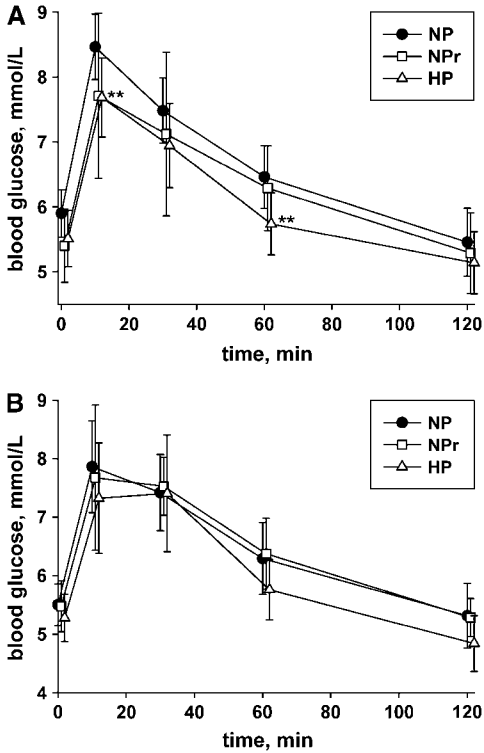 A
9
8
7
6
5
blood glucose, mmol/L
NP
NPr
HP
**
**
0 20 40 60 80 100 120
time, min
B
9
8
7
6
5
4
blood glucose, mmol/L
NP
NPr
HP
0 20 40 60 80 100 120
time, min